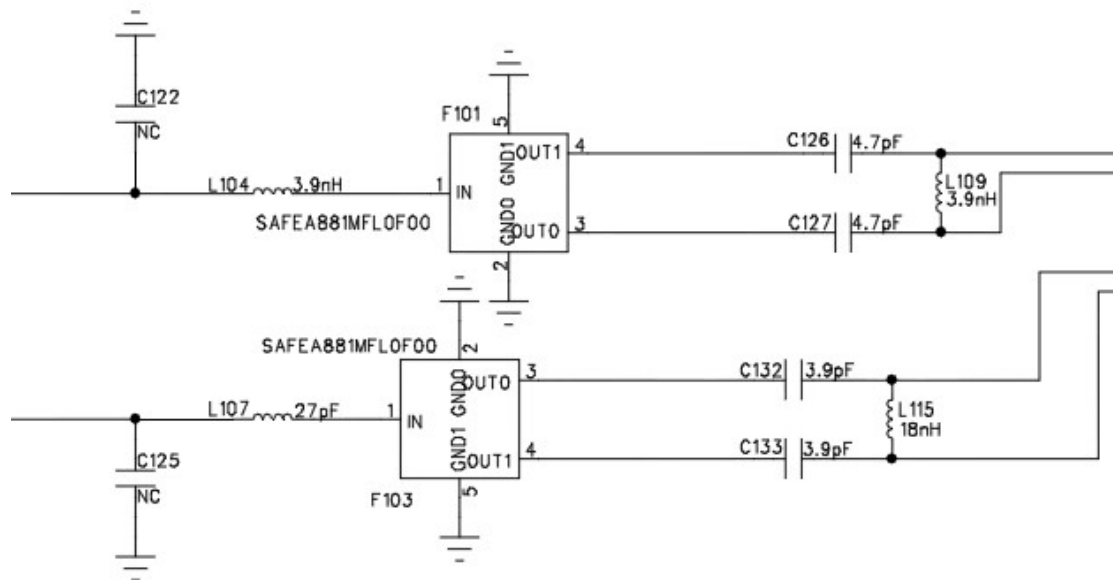 C122
NC
F101
5
L104 3.9nH 1
IN
OUT1
GND1
GND0
OUT0
4
3
2
C126 4.7pF
L109
3.9nH
SAFEA881MFL0F00
C127 4.7pF
SAFEA881MFL0F00
2
L107 27pF 1
IN
OUT0
GND0
GND1
OUT1
3
4
5
C132 3.9pF
L115
18nH
C133 3.9pF
C125
NC
F103